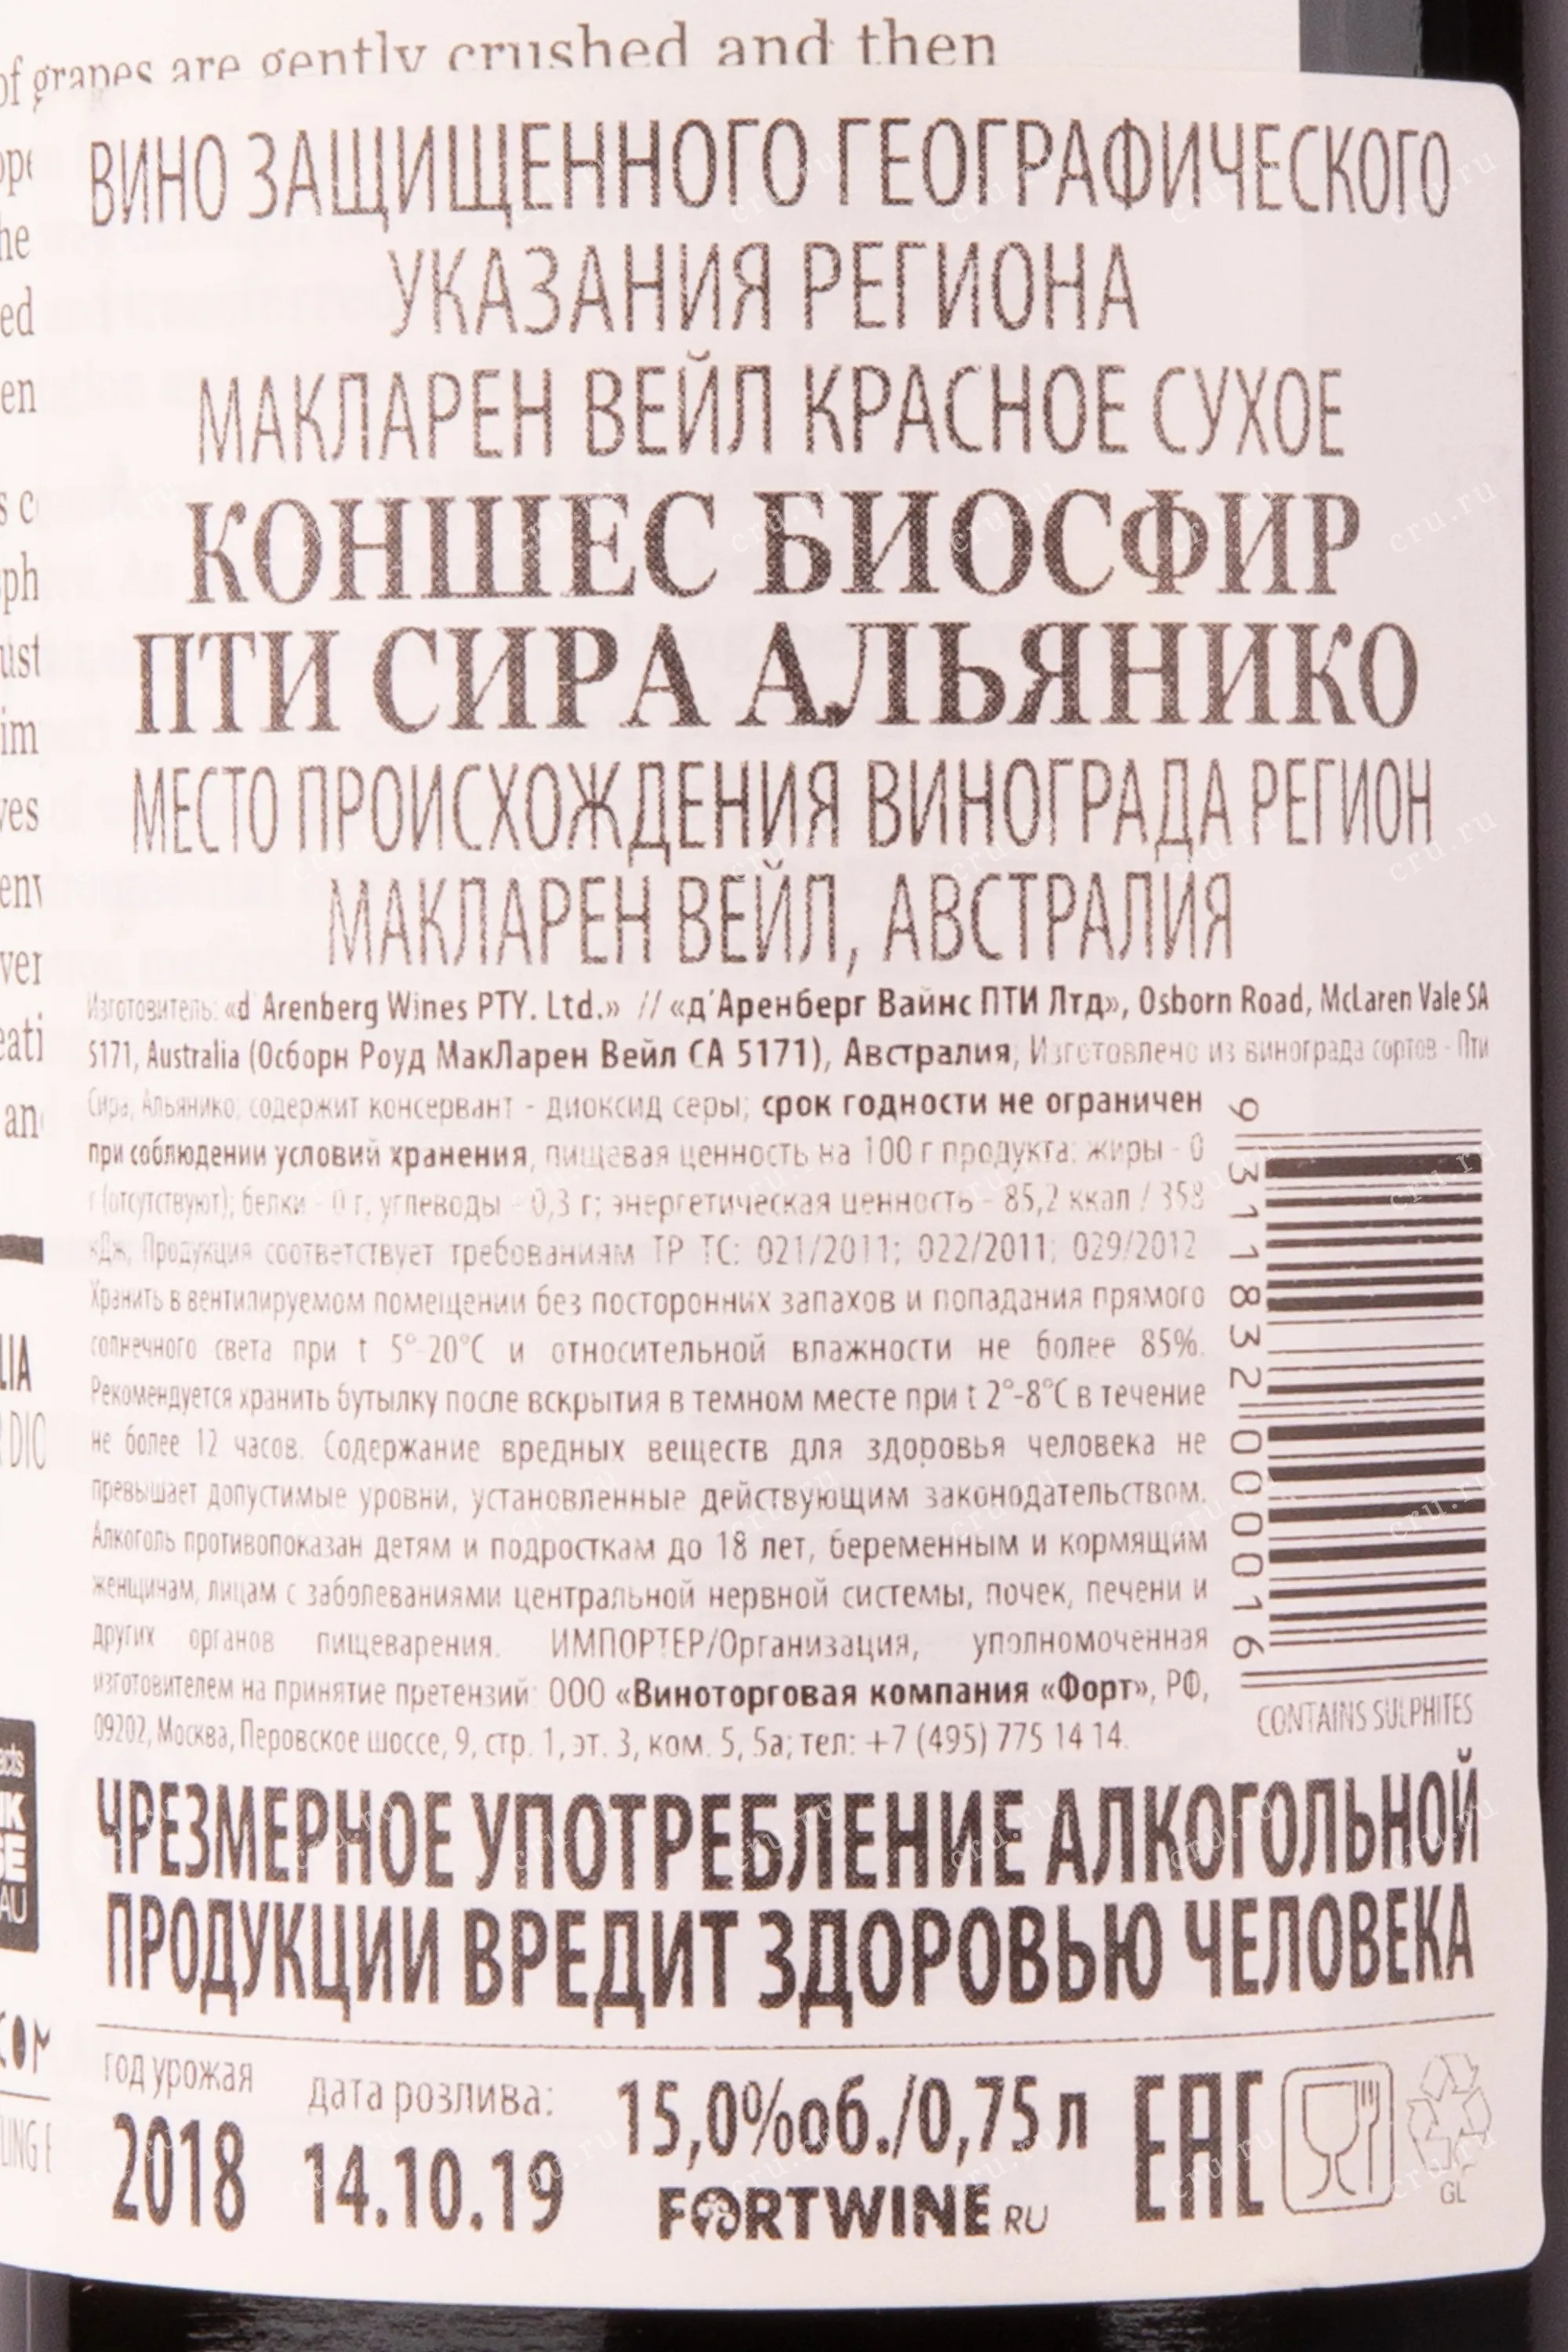 of grapes are gently crushed and then
ВИНО ЗАЩИЩЕННОГО ГЕОГРАФИЧЕСКОГО
УКАЗАНИЯ РЕГИОНА
МАКЛАРЕН ВЕЙЛ КРАСНОЕ СУХОЕ
КОНШЕС БИОСФИР
ПТИ СИРА АЛЬЯНИКО
МЕСТО ПРОИСХОЖДЕНИЯ ВИНОГРАДА РЕГИОН
МАКЛАРЕН ВЕЙЛ, АВСТРАЛИЯ
Изготовитель: «d'Arenberg Wines PTY. Ltd.» // «д'Аренберг Вайнс ПТИ Лтд», Osborn Road, McLaren Vale SA
5171, Australia (Осборн Роуд МакЛарен Вейл СА 5171), Австралия, Изготовлено из винограда сортов - Пти
Сира, Альянико; содержит консервант - диоксид серы; срок годности не ограничен
при соблюдении условий хранения, пищевая ценность на 100 г продукта: жиры - 0
г (отсутствуют); белки - 0 г, углеводы - 0,3 г; энергетическая ценность - 85,2 ккал / 358
кДж, Продукция соответствует требованиям ТР ТС: 021/2011; 022/2011; 029/2012
Хранить в вентилируемом помещении без посторонних запахов и попадания прямого
солнечного света при t 5°-20°С и относительной влажности не более 85%.
Рекомендуется хранить бутылку после вскрытия в темном месте при t 2°-8°С в течение
не более 12 часов. Содержание вредных веществ для здоровья человека не
превышает допустимые уровни, установленные действующим законодательством.
Алкоголь противопоказан детям и подросткам до 18 лет, беременным и кормящим
женщинам, лицам с заболеваниями центральной нервной системы, почек, печени и
других органов пищеварения. ИМПОРТЕР/Организация, уполномоченная
изготовителем на принятие претензий: ООО «Виноторговая компания «Форт», РФ,
09202, Москва, Перовское шоссе, 9, стр. 1, эт. 3, ком. 5, 5а; тел: +7 (495) 775 14 14.
9 311832 000016
CONTAINS SULPHITES
ЧРЕЗМЕРНОЕ УПОТРЕБЛЕНИЕ АЛКОГОЛЬНОЙ
ПРОДУКЦИИ ВРЕДИТ ЗДОРОВЬЮ ЧЕЛОВЕКА
год урожая
2018
дата розлива:
14.10.19
15,0%об./0,75 л
FORTWINE.RU
EAC
GL
cru.ru